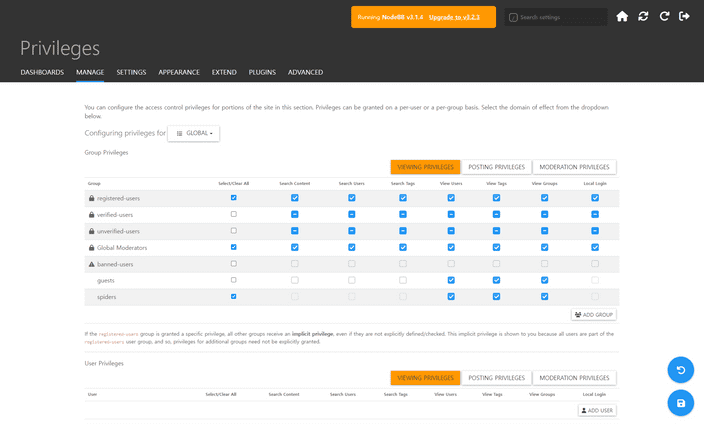 Running NodeBB v3.1.4 Upgrade to v3.2.3
Search settings
Privileges
DASHBOARDS MANAGE SETTINGS APPEARANCE EXTEND PLUGINS ADVANCED
You can configure the access control privileges for portions of the site in this section. Privileges can be granted on a per-user or a per-group basis. Select the domain of effect from the dropdown
below.
Configuring privileges for GLOBAL
Group Privileges
VIEWING PRIVILEGES POSTING PRIVILEGES MODERATION PRIVILEGES
Group Select/Clear All Search Content Search Users Search Tags View Users View Tags View Groups Local Login
registered-users
verified-users
unverified-users
Global Moderators
banned-users
guests
spiders
ADD GROUP
If the registered-users group is granted a specific privilege, all other groups receive an implicit privilege, even if they are not explicitly defined/checked. This implicit privilege is shown to you because all users are part of the
registered-users user group, and so, privileges for additional groups need not be explicitly granted.
User Privileges
VIEWING PRIVILEGES POSTING PRIVILEGES MODERATION PRIVILEGES
User Select/Clear All Search Content Search Users Search Tags View Users View Tags View Groups Local Login
ADD USER